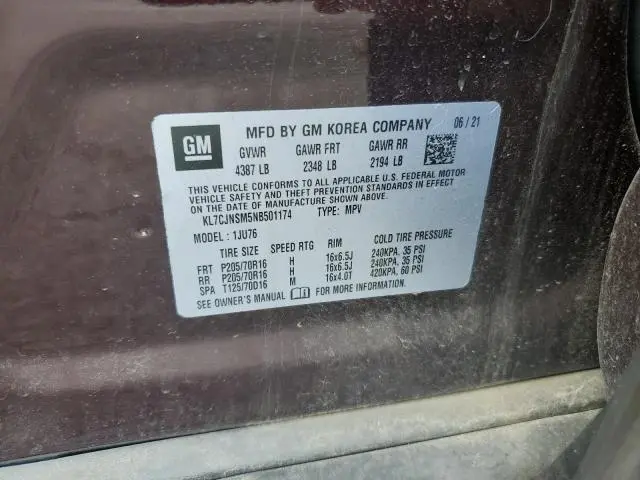 GM
MFD BY GM KOREA COMPANY 06 / 21
GVWR GAWR FRT GAWR RR
4387 LB 2348 LB 2194 LB
THIS VEHICLE CONFORMS TO ALL APPLICABLE U.S. FEDERAL MOTOR
VEHICLE SAFETY AND THEFT PREVENTION STANDARDS IN EFFECT ON
THE DATE OF MANUFACTURE SHOWN ABOVE.
KL7CJNSM5NB501174 TYPE: MPV
MODEL: 1JU76
TIRE SIZE SPEED RTG RIM COLD TIRE PRESSURE
FRT P205/70R16 H 16x6.5J 240KPA, 35 PSI
RR P205/70R16 H 16x6.5J 240KPA, 35 PSI
SPA T125/70D16 M 16x4.0T 420KPA, 60 PSI
SEE OWNER'S MANUAL FOR MORE INFORMATION.